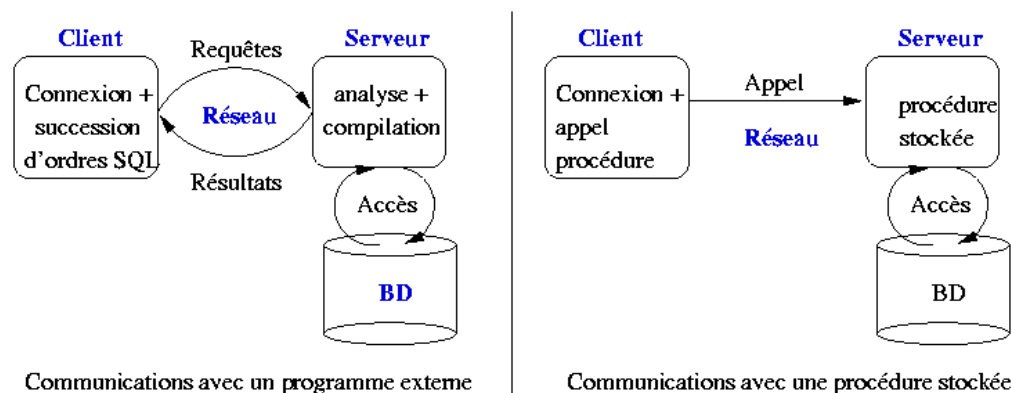 Client
Requêtes
Serveur
Connexion +
succession
d'ordres SQL
Réseau
analyse +
compilation
Résultats
Accès
BD
Communications avec un programme externe
Client
Serveur
Connexion +
appel
procédure
Appel
Réseau
procédure
stockée
Accès
BD
Communications avec une procédure stockée